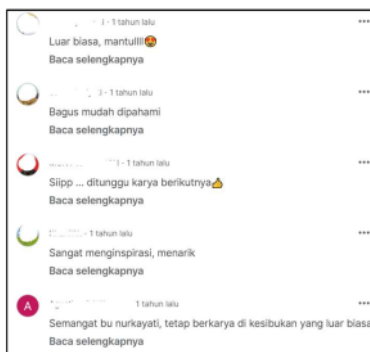 1 tahun lalu
Luar biasa, mantullll😍
Baca selengkapnya
1 tahun lalu
Bagus mudah dipahami
Baca selengkapnya
1 tahun lalu
Siipp ... ditunggu karya berikutnya👍
Baca selengkapnya
1 tahun lalu
Sangat menginspirasi, menarik
Baca selengkapnya
A
1 tahun lalu
Semangat bu nurkayati, tetap berkarya di kesibukan yang luar biasa
Baca selengkapnya